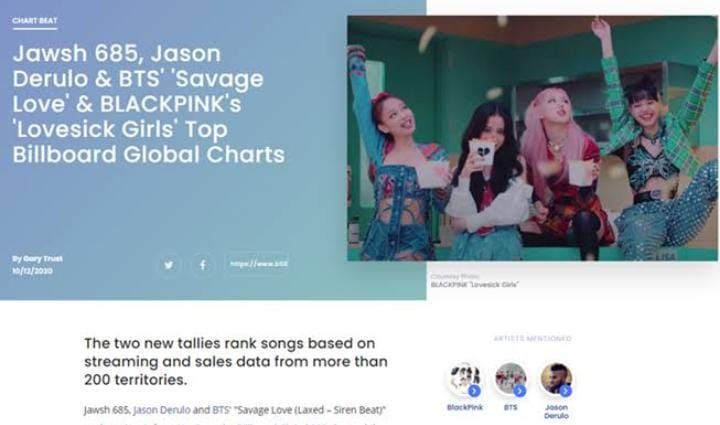 CHART BEAT
Jawsh 685, Jason
Derulo & BTS' 'Savage
Love' & BLACKPINK's
'Lovesick Girls' Top
Billboard Global Charts
By Gary Trust
10/12/2020
https://www.bill
Courtesy Photo
BLACKPINK "Lovesick Girls"
The two new tallies rank songs based on
streaming and sales data from more than
200 territories.
ARTISTS MENTIONED
BlackPink
BTS
Jason
Derulo
Jawsh 685, Jason Derulo and BTS' "Savage Love (Laxed – Siren Beat)"